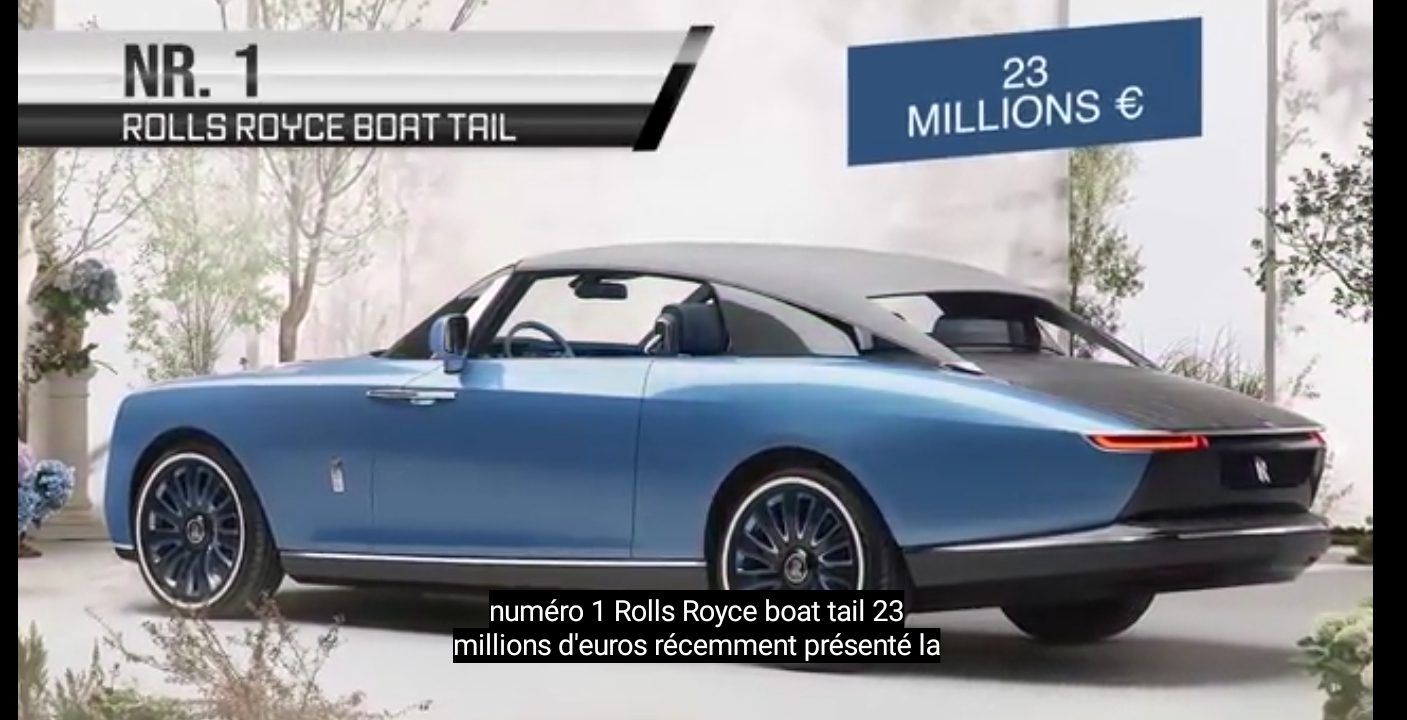 NR. 1
ROLLS ROYCE BOAT TAIL
23
MILLIONS €
numéro 1 Rolls Royce boat tail 23
millions d'euros récemment présenté la